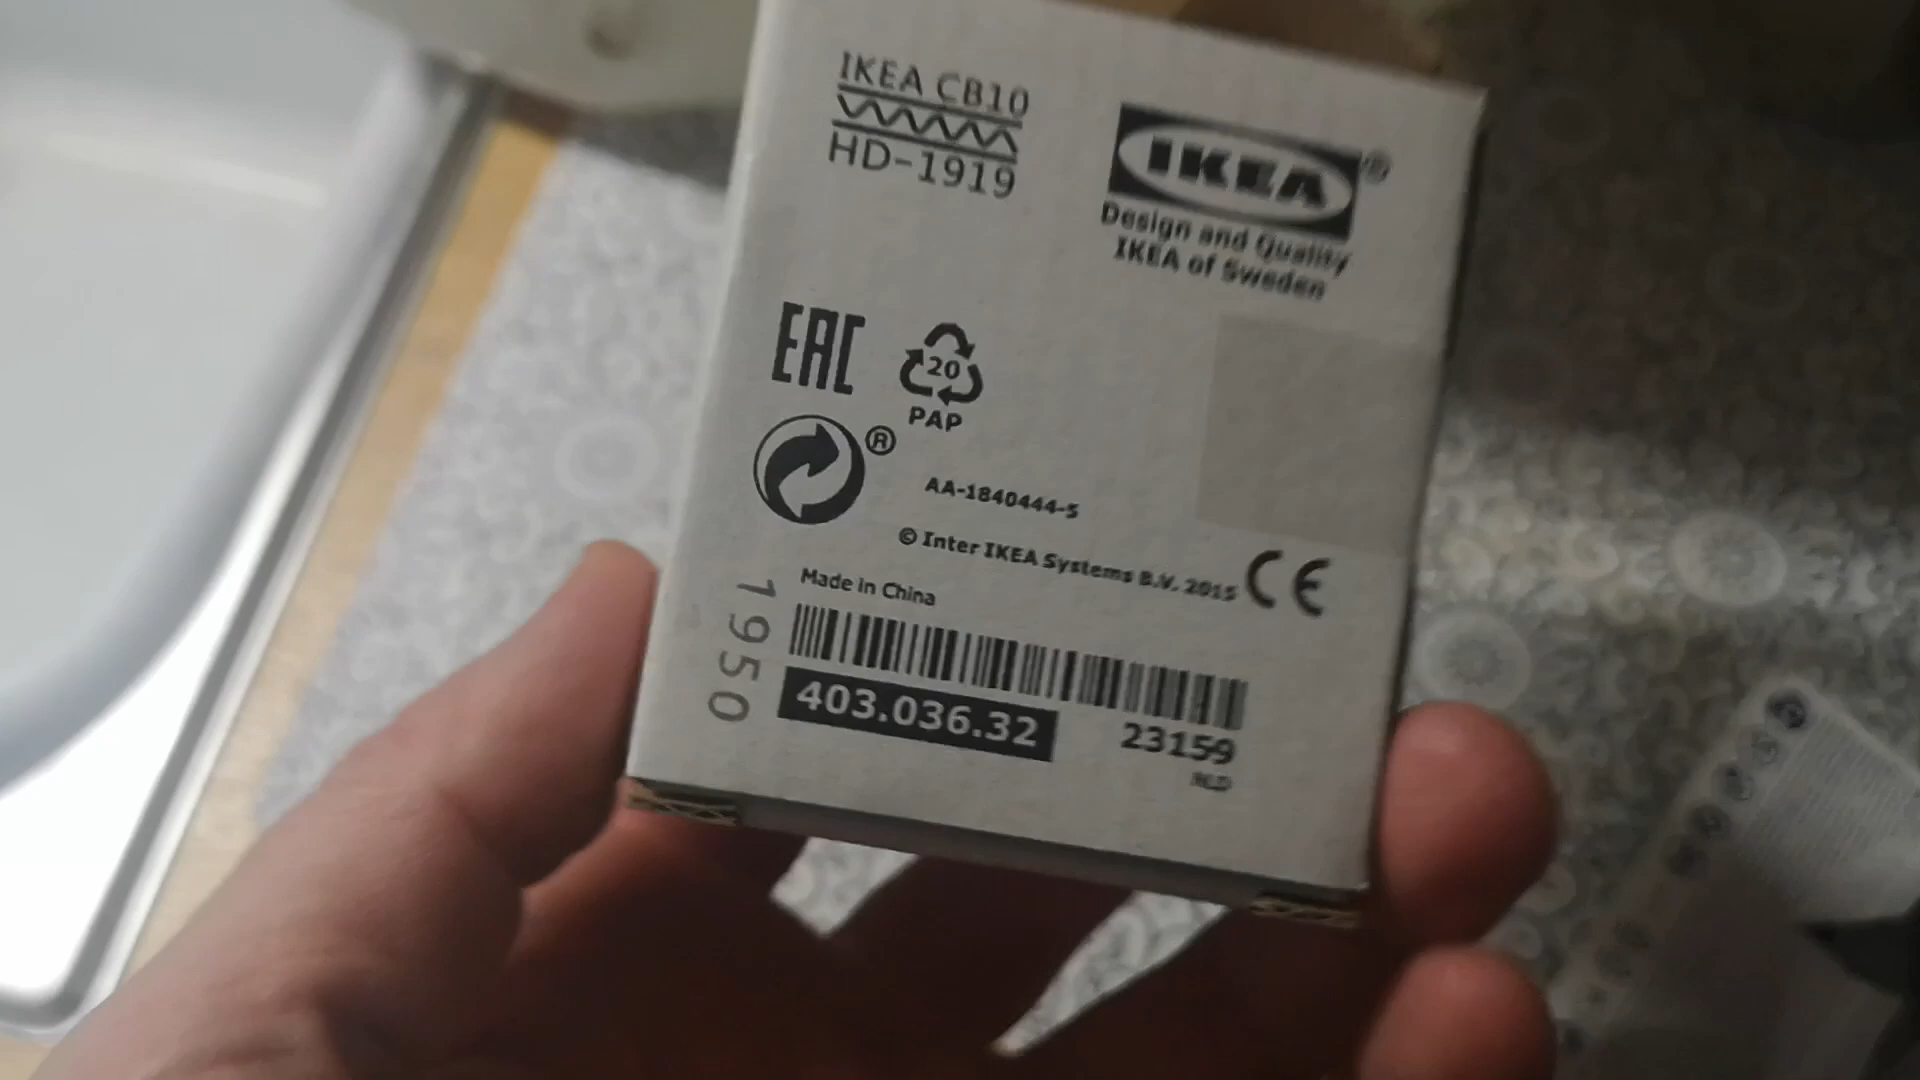 IKEA CB10
HD-1919
IKEA®
Design and Quality
IKEA of Sweden
EAC
20
PAP
®
AA-1840444-5
© Inter IKEA Systems B.V. 2015
CE
Made in China
1950
403.036.32
23159